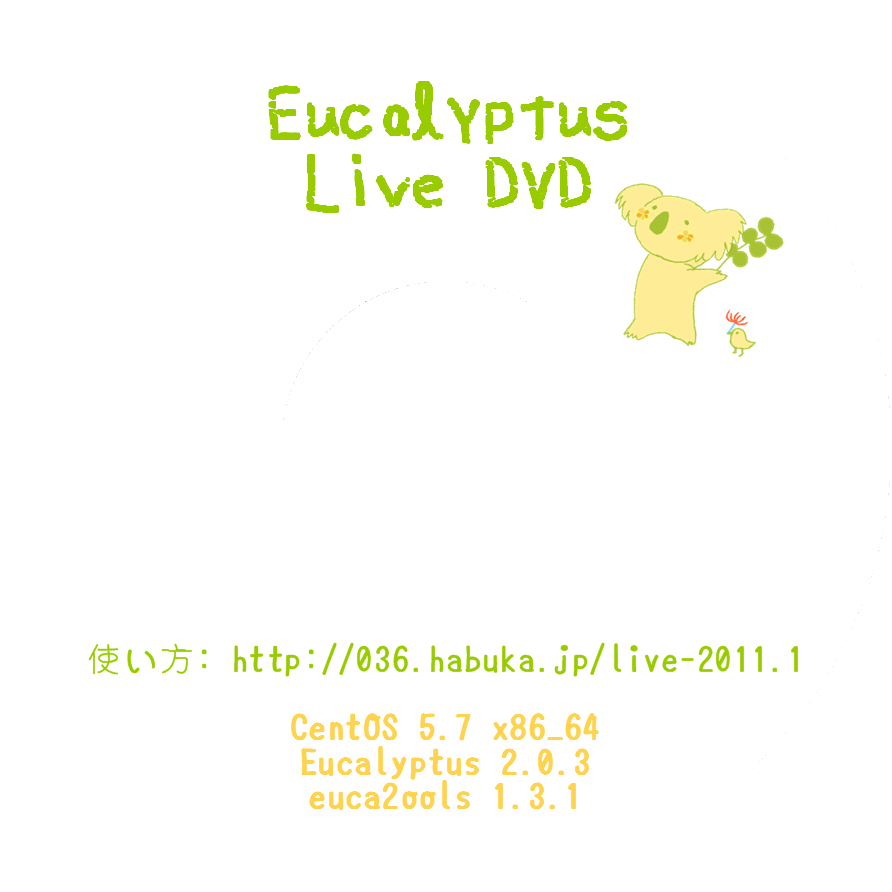 Eucalyptus
Live DVD
使い方: http://036.habuka.jp/live-2011.1
CentOS 5.7 x86_64
Eucalyptus 2.0.3
euca2ools 1.3.1